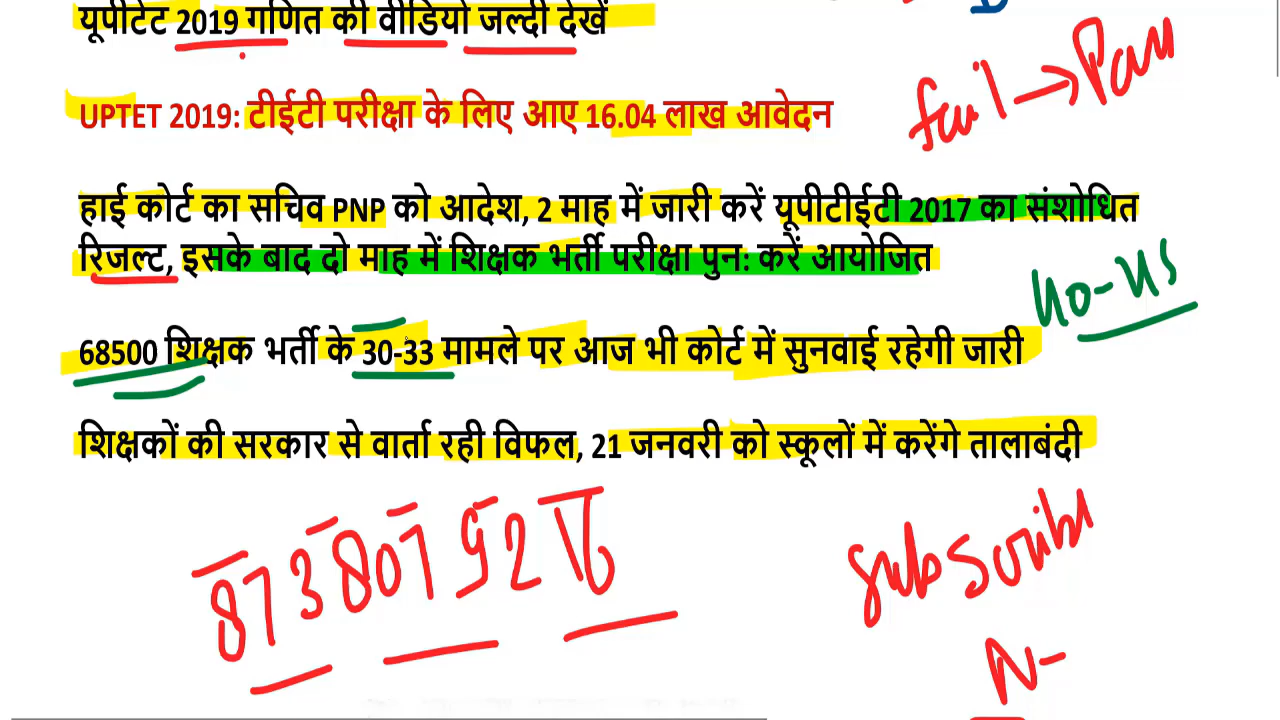 यूपीटेट 2019 गणित की वीडियो जल्दी देखें
fail → Pass
UPTET 2019: टीईटी परीक्षा के लिए आए 16.04 लाख आवेदन
हाई कोर्ट का सचिव PNP को आदेश, 2 माह में जारी करें यूपीटीईटी 2017 का संशोधित
रिजल्ट, इसके बाद दो माह में शिक्षक भर्ती परीक्षा पुन: करें आयोजित
40-45
68500 शिक्षक भर्ती के 30-33 मामले पर आज भी कोर्ट में सुनवाई रहेगी जारी
शिक्षकों की सरकार से वार्ता रही विफल, 21 जनवरी को स्कूलों में करेंगे तालाबंदी
Subscribe
N-